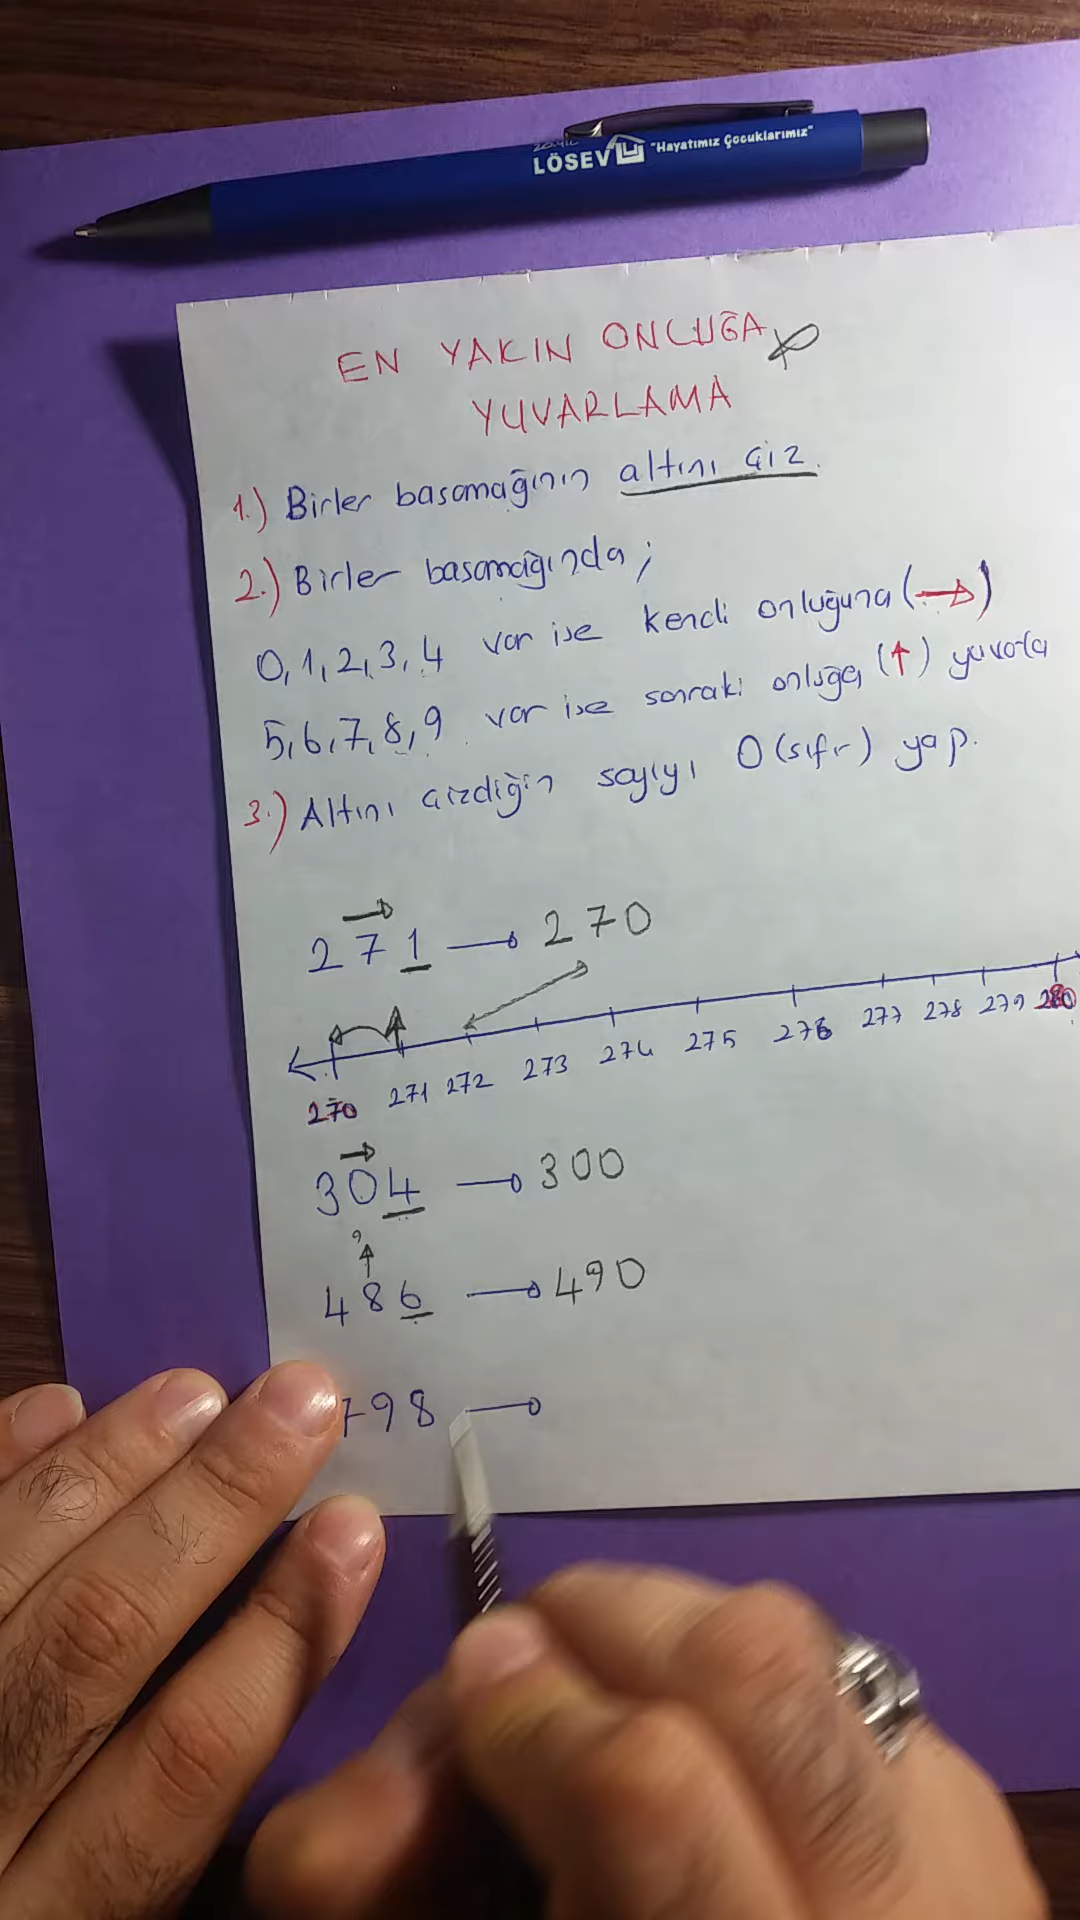 LÖSEV "Hayatımız Çocuklarımız"
EN YAKIN ONLUĞA
YUVARLAMA
1.) Birler basamağının altını çiz.
2.) Birler basamağında;
0, 1, 2, 3, 4 var ise kendi onluğuna (→)
5, 6, 7, 8, 9 var ise sonraki onluğa (↑) yuvarla
3.) Altını çizdiğin sayıyı 0 (sıfır) yap.
271 → 270
270 271 272 273 274 275 276 277 278 279 280
304 → 300
9
486 → 490
798 →